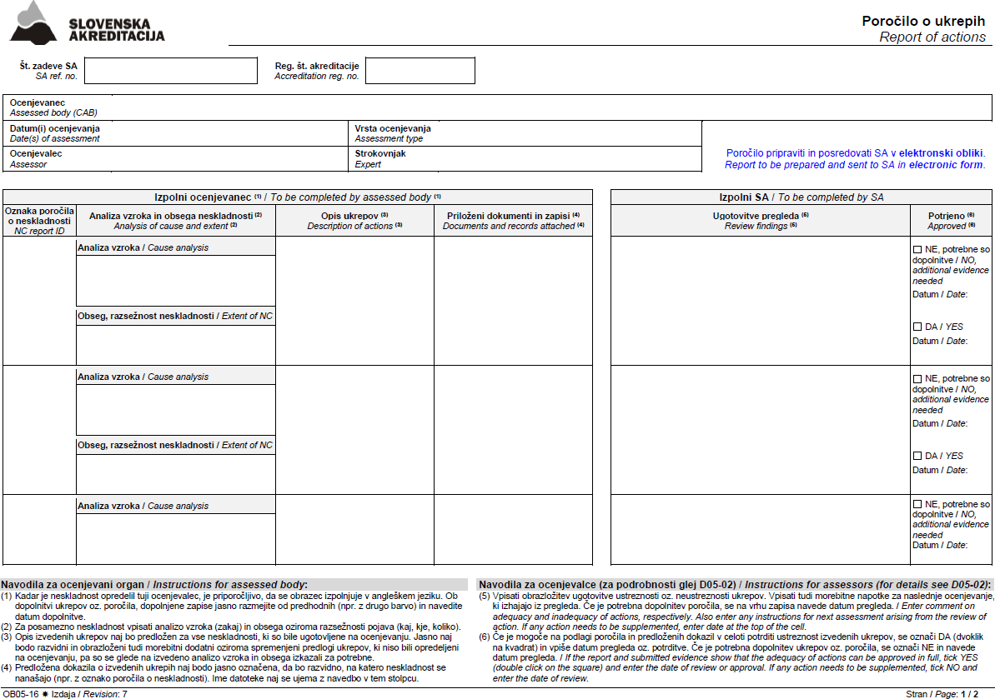 SLOVENSKA
AKREDITACIJA
Poročilo o ukrepih
Report of actions
Št. zadeve SA
SA ref. no.
Reg. št. akreditacije
Accreditation reg. no.
Ocenjevanec
Assessed body (CAB)
Datum(i) ocenjevanja
Date(s) of assessment
Vrsta ocenjevanja
Assessment type
Ocenjevalec
Assessor
Strokovnjak
Expert
Poročilo pripraviti in posredovati SA v elektronski obliki.
Report to be prepared and sent to SA in electronic form.
Izpolni ocenjevanec (1) / To be completed by assessed body (1)
Oznaka poročila
o neskladnosti
NC report ID
Analiza vzroka in obsega neskladnosti (2)
Analysis of cause and extent (2)
Opis ukrepov (3)
Description of actions (3)
Priloženi dokumenti in zapisi (4)
Documents and records attached (4)
Izpolni SA / To be completed by SA
Ugotovitve pregleda (5)
Review findings (5)
Potrjeno (6)
Approved (6)
Analiza vzroka / Cause analysis
Obseg, razsežnost neskladnosti / Extent of NC
NE, potrebne so
dopolnitve / NO,
additional evidence
needed
Datum / Date:
DA / YES
Datum / Date:
Analiza vzroka / Cause analysis
Obseg, razsežnost neskladnosti / Extent of NC
NE, potrebne so
dopolnitve / NO,
additional evidence
needed
Datum / Date:
DA / YES
Datum / Date:
Analiza vzroka / Cause analysis
NE, potrebne so
dopolnitve / NO,
additional evidence
needed
Datum / Date:
Navodila za ocenjevani organ / Instructions for assessed body:
(1) Kadar je neskladnost opredelil tuji ocenjevalec, je priporočljivo, da se obrazec izpolnjuje v angleškem jeziku. Ob
dopolnitvi ukrepov oz. poročila, dopolnjene zapise jasno razmejite od predhodnih (npr. z drugo barvo) in navedite
datum dopolnitve.
(2) Za posamezno neskladnost vpisati analizo vzroka (zakaj) in obsega oziroma razsežnosti pojava (kaj, kje, koliko).
(3) Opis izvedenih ukrepov naj bo predložen za vse neskladnosti, ki so bile ugotovljene na ocenjevanju. Jasno naj
bodo razvidni in obrazloženi tudi morebitni dodatni oziroma spremenjeni predlogi ukrepov, ki niso bili opredeljeni
na ocenjevanju, pa so se glede na izvedeno analizo vzroka in obsega izkazali za potrebne.
(4) Predložena dokazila o izvedenih ukrepih naj bodo jasno označena, da bo razvidno, na katero neskladnost se
nanašajo (npr. z oznako poročila o neskladnosti). Ime datoteke naj se ujema z navedbo v tem stolpcu.
Navodila za ocenjevalce (za podrobnosti glej D05-02) / Instructions for assessors (for details see D05-02):
(5) Vpisati obrazložitev ugotovitve ustreznosti oz. neustreznosti ukrepov. Vpisati tudi morebitne napotke za naslednje ocenjevanje,
ki izhajajo iz pregleda. Če je potrebna dopolnitev poročila, se na vrhu zapisa navede datum pregleda. / Enter comment on
adequacy and inadequacy of actions, respectively. Also enter any instructions for next assessment arising from the review of
action. If any action needs to be supplemented, enter date at the top of the cell.
(6) Če je mogoče na podlagi poročila in predloženih dokazil v celoti potrditi ustreznost izvedenih ukrepov, se označi DA (dvoklik
na kvadrat) in vpiše datum pregleda oz. potrditve. Če je potrebna dopolnitev ukrepov oz. poročila, se označi NE in navede
datum pregleda. / If the report and submitted evidence show that the adequacy of actions can be approved in full, tick YES
(double click on the square) and enter the date of review or approval. If any action needs to be supplemented, tick NO and
enter the date of review.
OB05-16 ✷ Izdaja / Revision: 7
Stran / Page: 1 / 2